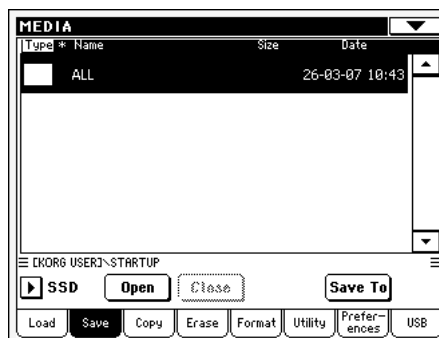 MEDIA
Type * Name Size Date
ALL 26-03-07 10:43
[KORG USER]\STARTUP
SSD Open Close Save To
Load Save Copy Erase Format Utility Prefer-ences USB